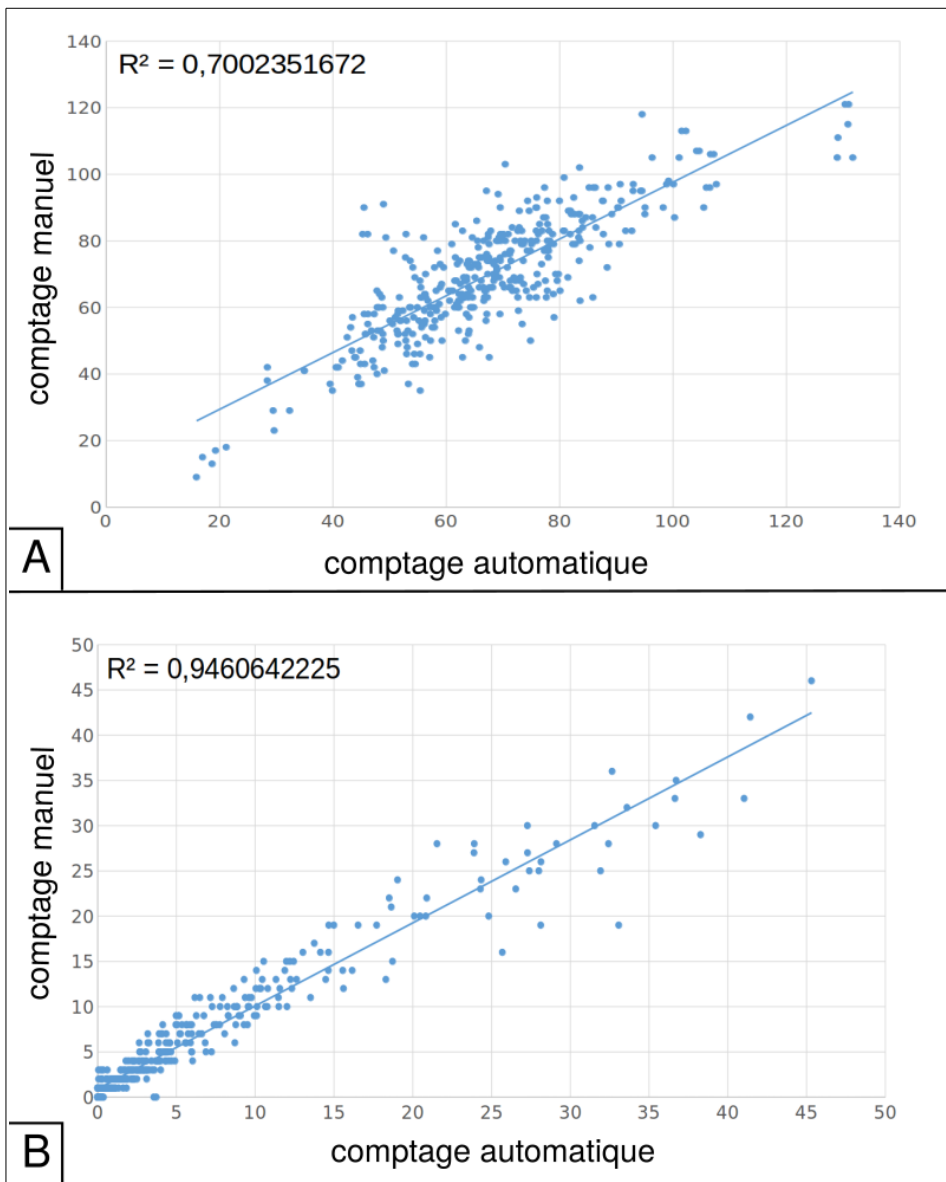 R² = 0,7002351672
140
120
100
80
60
40
20
0
comptage manuel
0 20 40 60 80 100 120 140
comptage automatique
A
R² = 0,9460642225
50
45
40
35
30
25
20
15
10
5
0
comptage manuel
0 5 10 15 20 25 30 35 40 45 50
comptage automatique
B